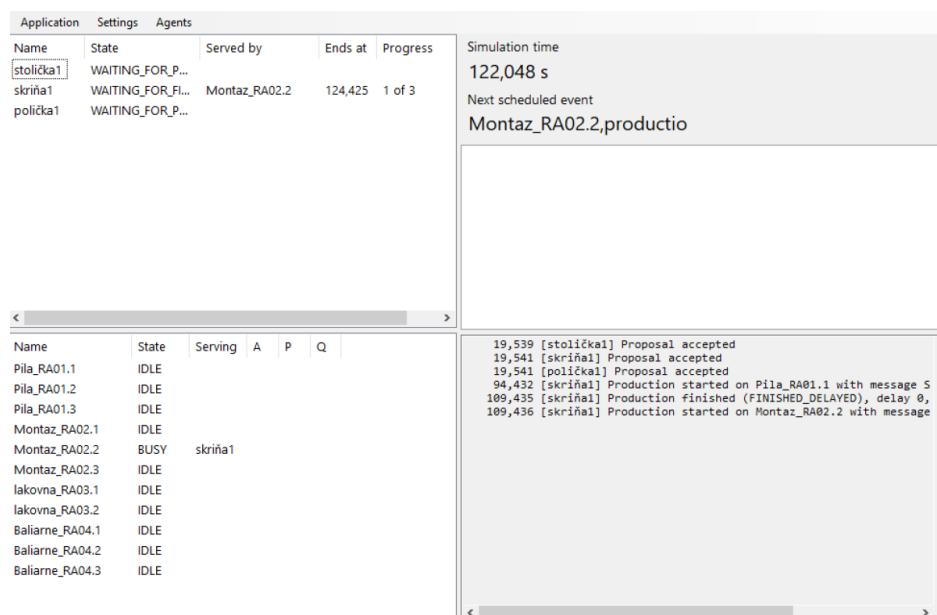 Application Settings Agents
Name State Served by Ends at Progress
stolička1 WAITING_FOR_P...
skriňa1 WAITING_FOR_FI... Montaz_RA02.2 124,425 1 of 3
polička1 WAITING_FOR_P...
Simulation time
122,048 s
Next scheduled event
Montaz_RA02.2,productio
Name State Serving A P Q
Pila_RA01.1 IDLE
Pila_RA01.2 IDLE
Pila_RA01.3 IDLE
Montaz_RA02.1 IDLE
Montaz_RA02.2 BUSY skriňa1
Montaz_RA02.3 IDLE
lakovna_RA03.1 IDLE
lakovna_RA03.2 IDLE
Baliarne_RA04.1 IDLE
Baliarne_RA04.2 IDLE
Baliarne_RA04.3 IDLE
19,539 [stolička1] Proposal accepted
19,541 [skriňa1] Proposal accepted
19,541 [polička1] Proposal accepted
94,432 [skriňa1] Production started on Pila_RA01.1 with message S
109,435 [skriňa1] Production finished (FINISHED_DELAYED), delay 0,
109,436 [skriňa1] Production started on Montaz_RA02.2 with message